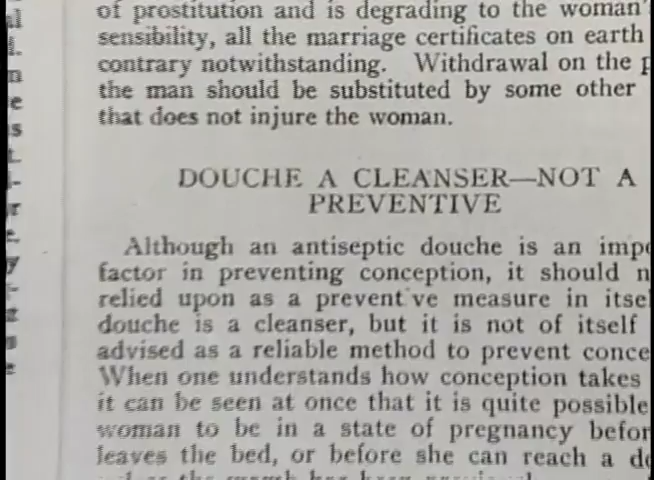 of prostitution and is degrading to the woman'
sensibility, all the marriage certificates on earth
contrary notwithstanding. Withdrawal on the
the man should be substituted by some other
that does not injure the woman.
DOUCHE A CLEANSER—NOT A
PREVENTIVE
Although an antiseptic douche is an impo
factor in preventing conception, it should n
relied upon as a prevent ve measure in itse
douche is a cleanser, but it is not of itself
advised as a reliable method to prevent conce
When one understands how conception takes
it can be seen at once that it is quite possible
woman to be in a state of pregnancy befor
leaves the bed, or before she can reach a do